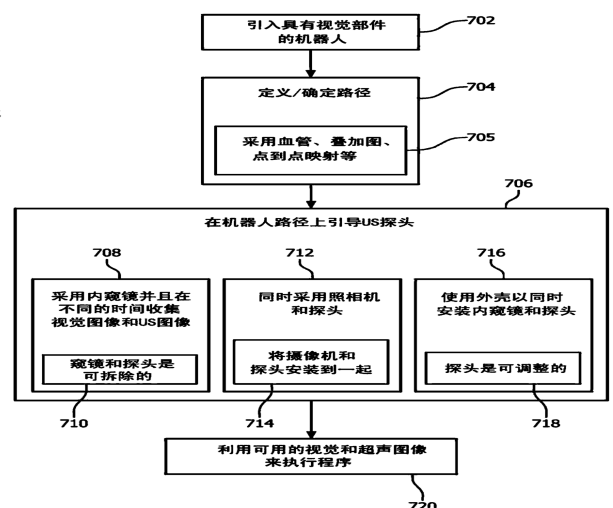 引入具有视觉部件
的机器人
702
定义/确定路径
704
采用血管、叠加图、
点到点映射等
705
706
在机器人路径上引导US探头
708
采用内窥镜并且在
不同的时间收集
视觉图像和US图像
窥镜和探头是
可拆除的
710
712
同时采用照相机
和探头
将摄像机和
探头安装到一起
714
716
使用外壳以同时
安装内窥镜和探头
探头是可调整的
718
利用可用的视觉和超声图像
来执行程序
720